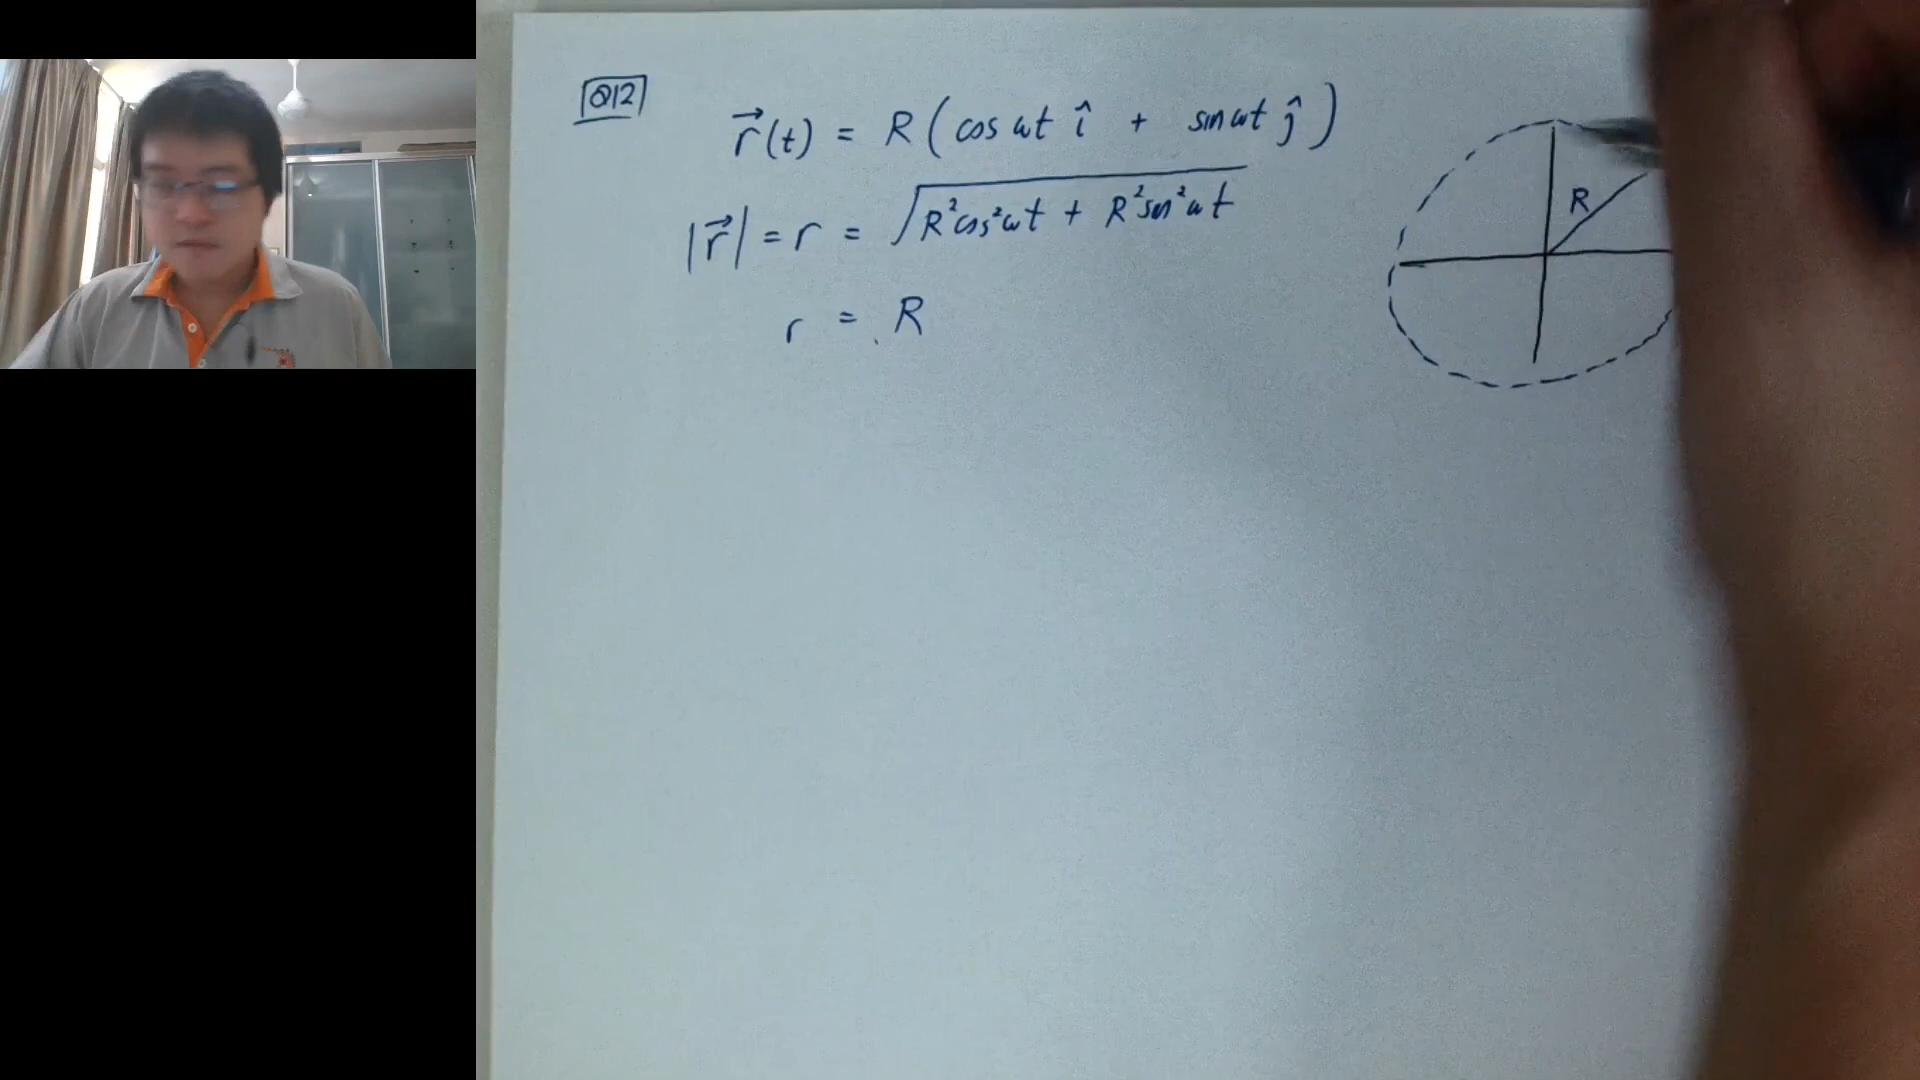 Q12
r⃗(t) = R(cos ωt î + sin ωt ĵ)
|r⃗| = r = √(R²cos²ωt + R²sin²ωt)
r = R
R